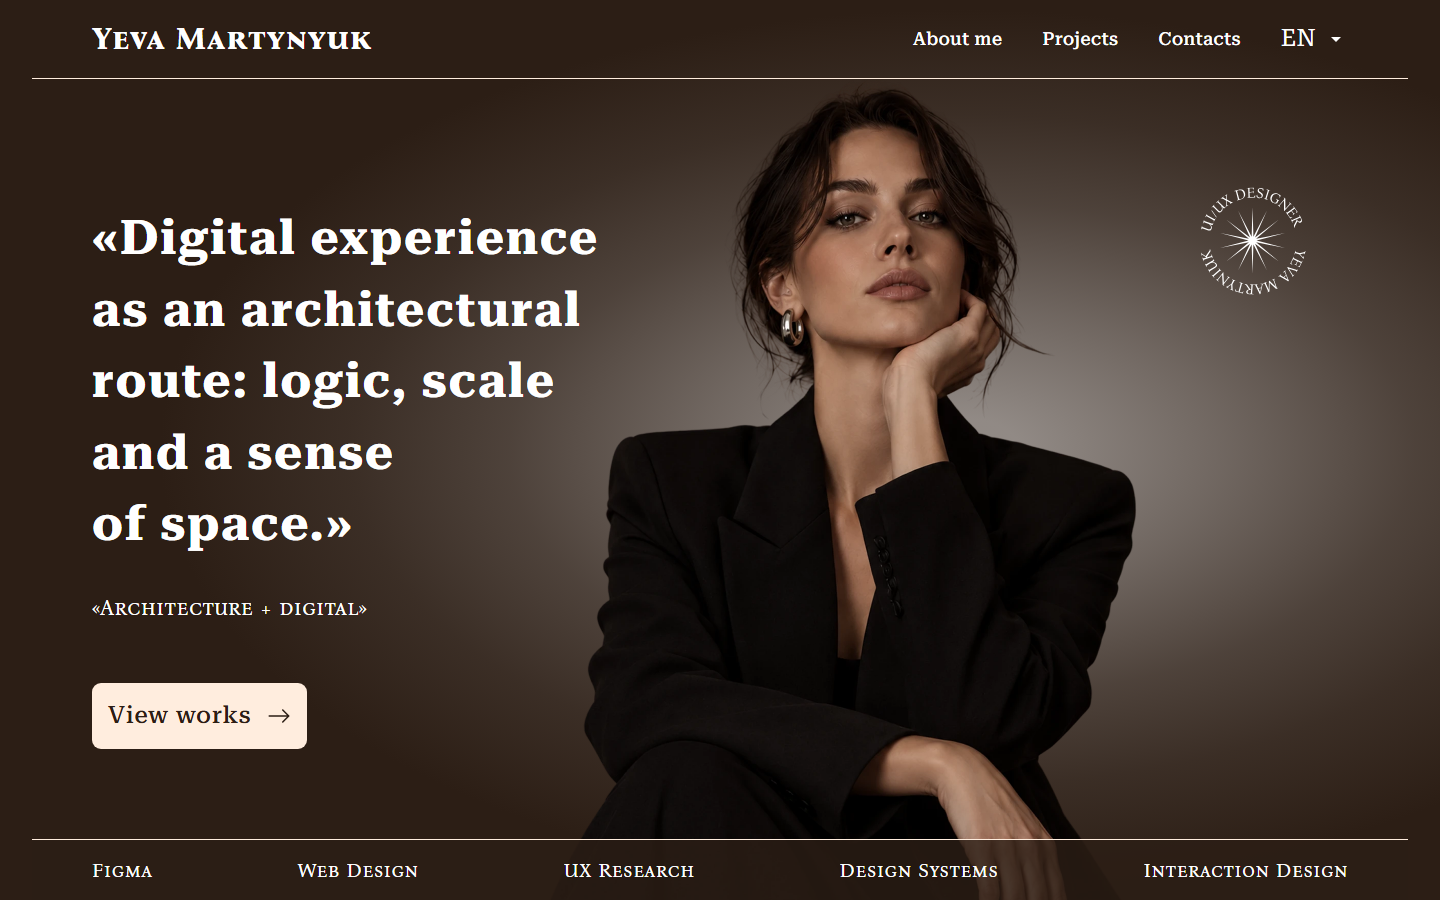 Yeva Martynyuk
About me Projects Contacts EN
UI/UX DESIGNER
YEVA MARTYNIUK
«Digital experience
as an architectural
route: logic, scale
and a sense
of space.»
«Architecture + digital»
View works →
Figma Web Design UX Research Design Systems Interaction Design